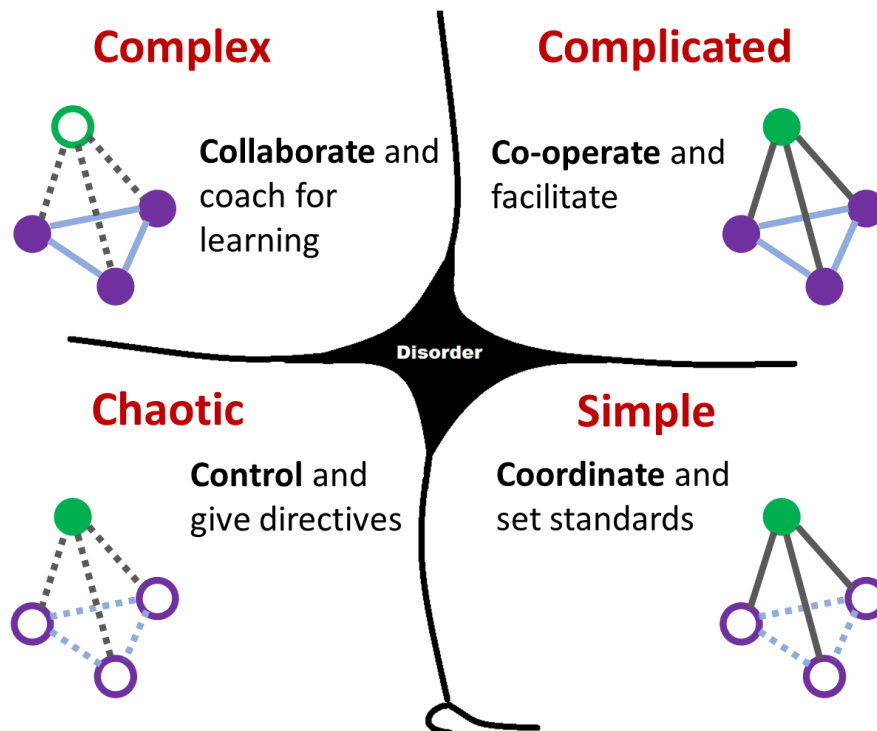 Complex
Collaborate and
coach for
learning
Complicated
Co-operate and
facilitate
Disorder
Chaotic
Control and
give directives
Simple
Coordinate and
set standards